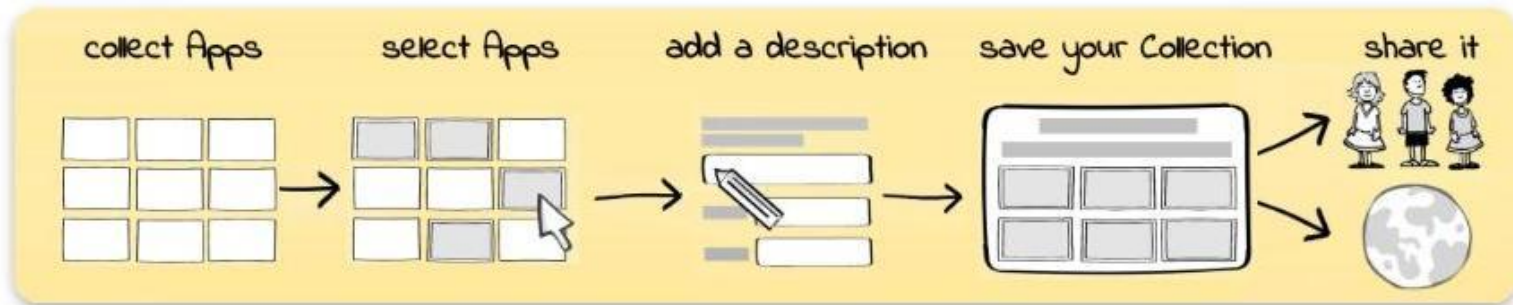 collect Apps
select Apps
add a description
save your Collection
share it